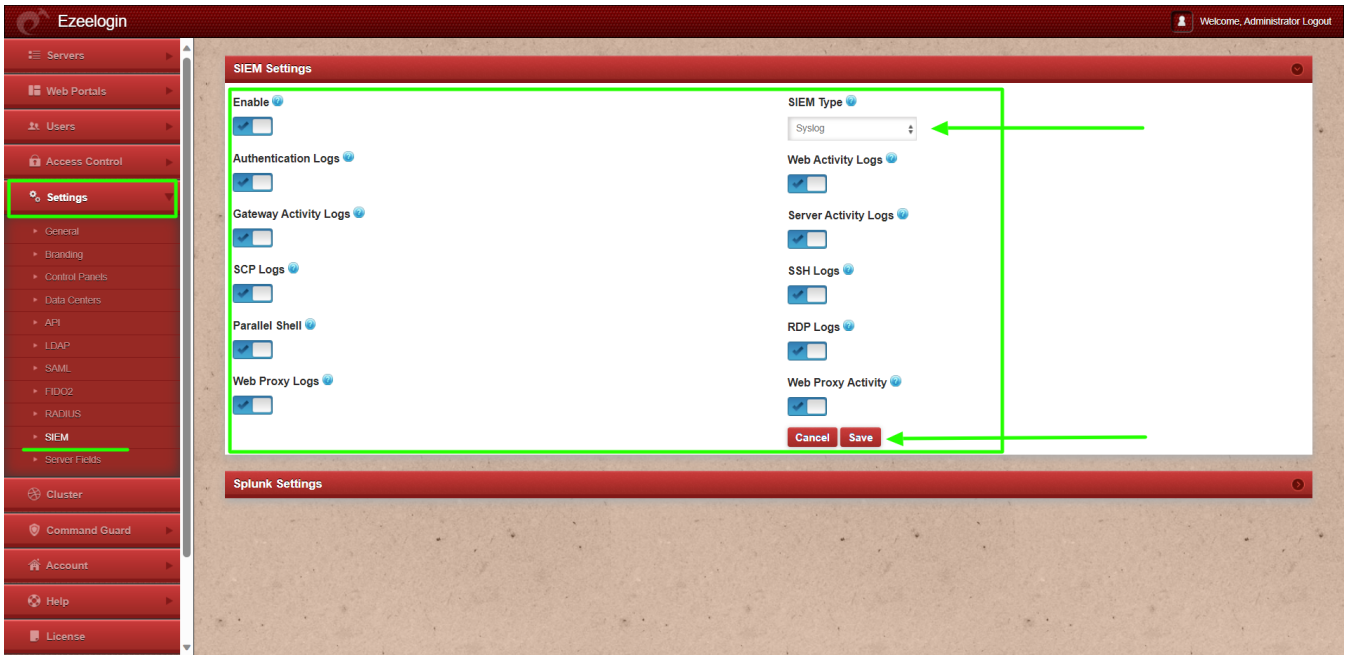 Ezeelogin
Welcome, Administrator Logout
Servers
Web Portals
Users
Access Control
Settings
General
Branding
Control Panels
Data Centers
API
LDAP
SAML
FIDO2
RADIUS
SIEM
Server Fields
Cluster
Command Guard
Account
Help
License
SIEM Settings
Enable
SIEM Type
Syslog
Authentication Logs
Web Activity Logs
Gateway Activity Logs
Server Activity Logs
SCP Logs
SSH Logs
Parallel Shell
RDP Logs
Web Proxy Logs
Web Proxy Activity
Cancel Save
Splunk Settings